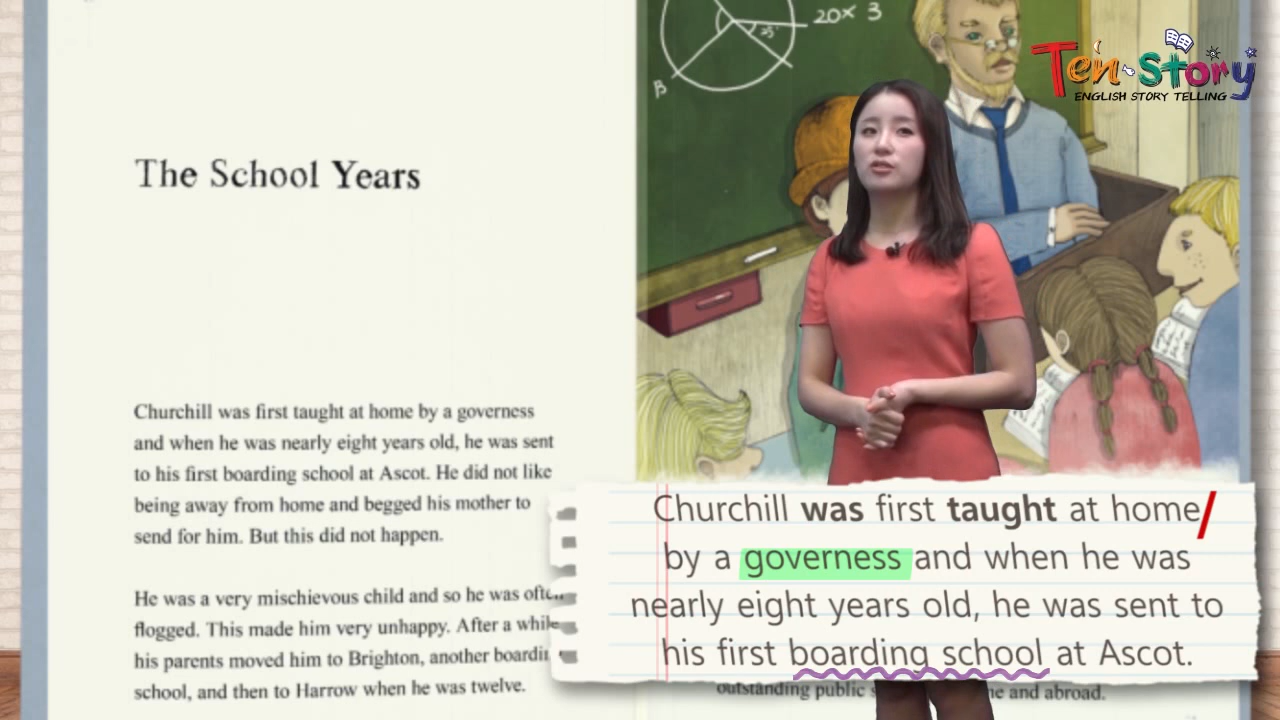 The School Years
Churchill was first taught at home by a governess
and when he was nearly eight years old, he was sent
to his first boarding school at Ascot. He did not like
being away from home and begged his mother to
send for him. But this did not happen.
He was a very mischievous child and so he was often
flogged. This made him very unhappy. After a while
his parents moved him to Brighton, another
school, and then to Harrow when he was twelve.
B
25°
20× 3
Ten Story
ENGLISH STORY TELLING
Churchill was first taught at home/
by a governess and when he was
nearly eight years old, he was sent to
his first boarding school at Ascot.
outstanding public and abroad.